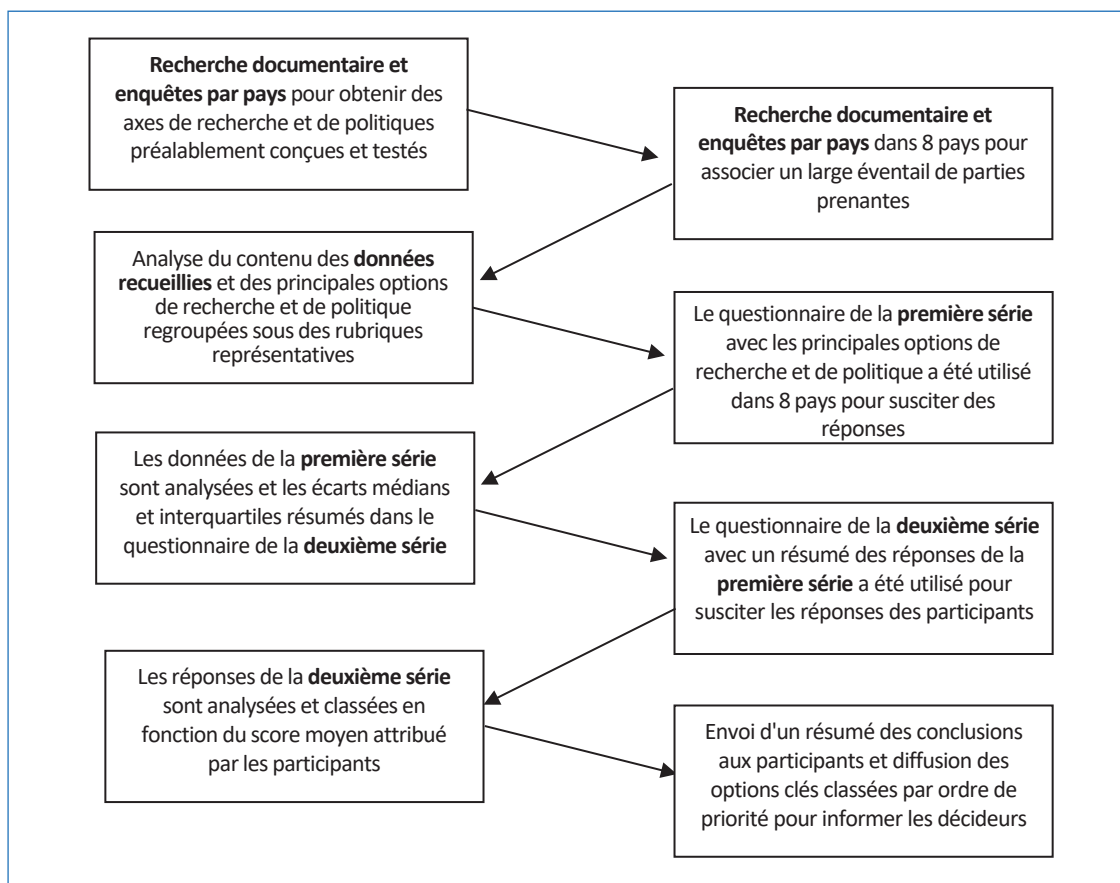 Recherche documentaire et
enquêtes par pays pour obtenir des
axes de recherche et de politiques
préalablement conçues et testés
Recherche documentaire et
enquêtes par pays dans 8 pays pour
associer un large éventail de parties
prenantes
Analyse du contenu des données
recueillies et des principales options
de recherche et de politique
regroupées sous des rubriques
représentatives
Le questionnaire de la première série
avec les principales options de
recherche et de politique a été utilisé
dans 8 pays pour susciter des
réponses
Les données de la première série
sont analysées et les écarts médians
et interquartiles résumés dans le
questionnaire de la deuxième série
Le questionnaire de la deuxième série
avec un résumé des réponses de la
première série a été utilisé pour
susciter les réponses des participants
Les réponses de la deuxième série
sont analysées et classées en
fonction du score moyen attribué
par les participants
Envoi d'un résumé des conclusions
aux participants et diffusion des
options clés classées par ordre de
priorité pour informer les décideurs